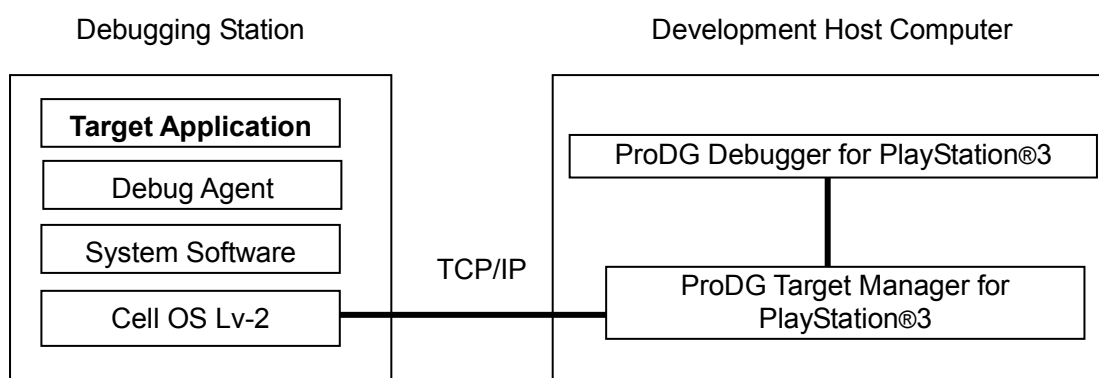 Debugging Station
Development Host Computer
Target Application
Debug Agent
System Software
Cell OS Lv-2
TCP/IP
ProDG Debugger for PlayStation®3
ProDG Target Manager for
PlayStation®3